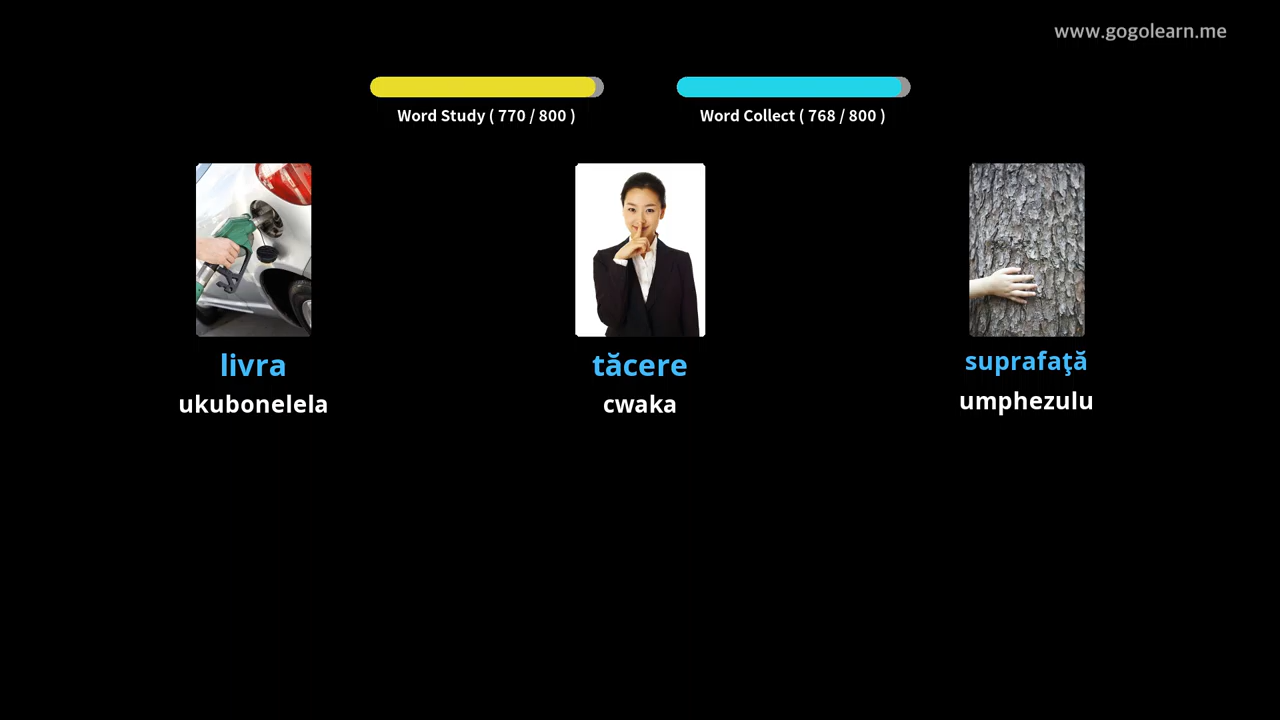 www.gogolearn.me
Word Study ( 770 / 800 )
Word Collect ( 768 / 800 )
livra
tăcere
suprafaţă
ukubonelela
cwaka
umphezulu